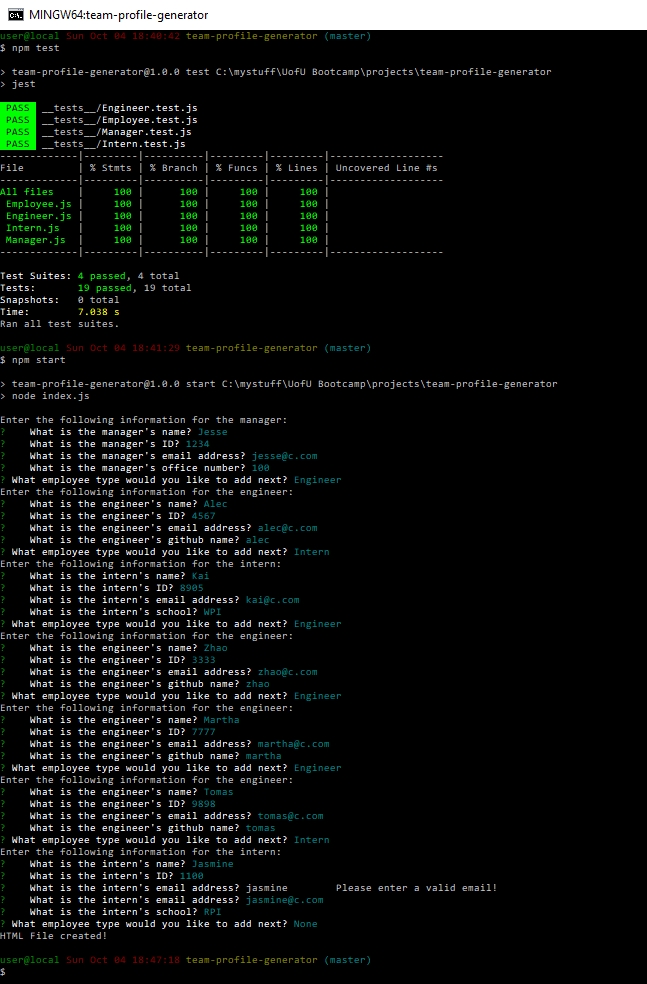 MINGW64:team-profile-generator
user@local Sun Oct 04 18:40:42 team-profile-generator (master)
$ npm test
> team-profile-generator@1.0.0 test C:\mystuff\UofU Bootcamp\projects\team-profile-generator
> jest
PASS __tests__/Engineer.test.js
PASS __tests__/Employee.test.js
PASS __tests__/Manager.test.js
PASS __tests__/Intern.test.js
-------------|---------|----------|---------|---------|-------------------
File | % Stmts | % Branch | % Funcs | % Lines | Uncovered Line #s
-------------|---------|----------|---------|---------|-------------------
All files | 100 | 100 | 100 | 100 |
Employee.js | 100 | 100 | 100 | 100 |
Engineer.js | 100 | 100 | 100 | 100 |
Intern.js | 100 | 100 | 100 | 100 |
Manager.js | 100 | 100 | 100 | 100 |
-------------|---------|----------|---------|---------|-------------------
Test Suites: 4 passed, 4 total
Tests: 19 passed, 19 total
Snapshots: 0 total
Time: 7.038 s
Ran all test suites.
user@local Sun Oct 04 18:41:29 team-profile-generator (master)
$ npm start
> team-profile-generator@1.0.0 start C:\mystuff\UofU Bootcamp\projects\team-profile-generator
> node index.js
Enter the following information for the manager:
? What is the manager's name? Jesse
? What is the manager's ID? 1234
? What is the manager's email address? jesse@c.com
? What is the manager's office number? 100
? What employee type would you like to add next? Engineer
Enter the following information for the engineer:
? What is the engineer's name? Alec
? What is the engineer's ID? 4567
? What is the engineer's email address? alec@c.com
? What is the engineer's github name? alec
? What employee type would you like to add next? Intern
Enter the following information for the intern:
? What is the intern's name? Kai
? What is the intern's ID? 8905
? What is the intern's email address? kai@c.com
? What is the intern's school? WPI
? What employee type would you like to add next? Engineer
Enter the following information for the engineer:
? What is the engineer's name? Zhao
? What is the engineer's ID? 3333
? What is the engineer's email address? zhao@c.com
? What is the engineer's github name? zhao
? What employee type would you like to add next? Engineer
Enter the following information for the engineer:
? What is the engineer's name? Martha
? What is the engineer's ID? 7777
? What is the engineer's email address? martha@c.com
? What is the engineer's github name? martha
? What employee type would you like to add next? Engineer
Enter the following information for the engineer:
? What is the engineer's name? Tomas
? What is the engineer's ID? 9898
? What is the engineer's email address? tomas@c.com
? What is the engineer's github name? tomas
? What employee type would you like to add next? Intern
Enter the following information for the intern:
? What is the intern's name? Jasmine
? What is the intern's ID? 1100
? What is the intern's email address? jasmine Please enter a valid email!
? What is the intern's email address? jasmine@c.com
? What is the intern's school? RPI
? What employee type would you like to add next? None
HTML File created!
user@local Sun Oct 04 18:47:18 team-profile-generator (master)
$